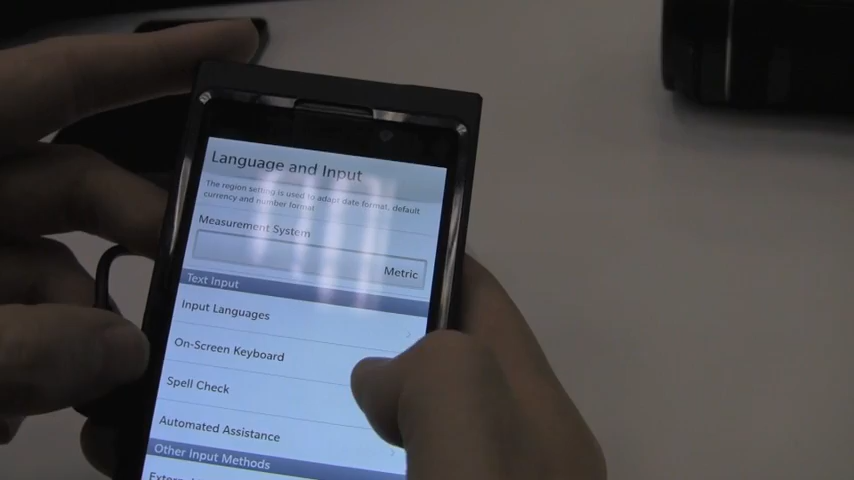 Language and Input
The region setting is used to adapt date format, default
currency and number format
Measurement System
Metric
Text Input
Input Languages
On-Screen Keyboard
Spell Check
Automated Assistance
Other Input Methods